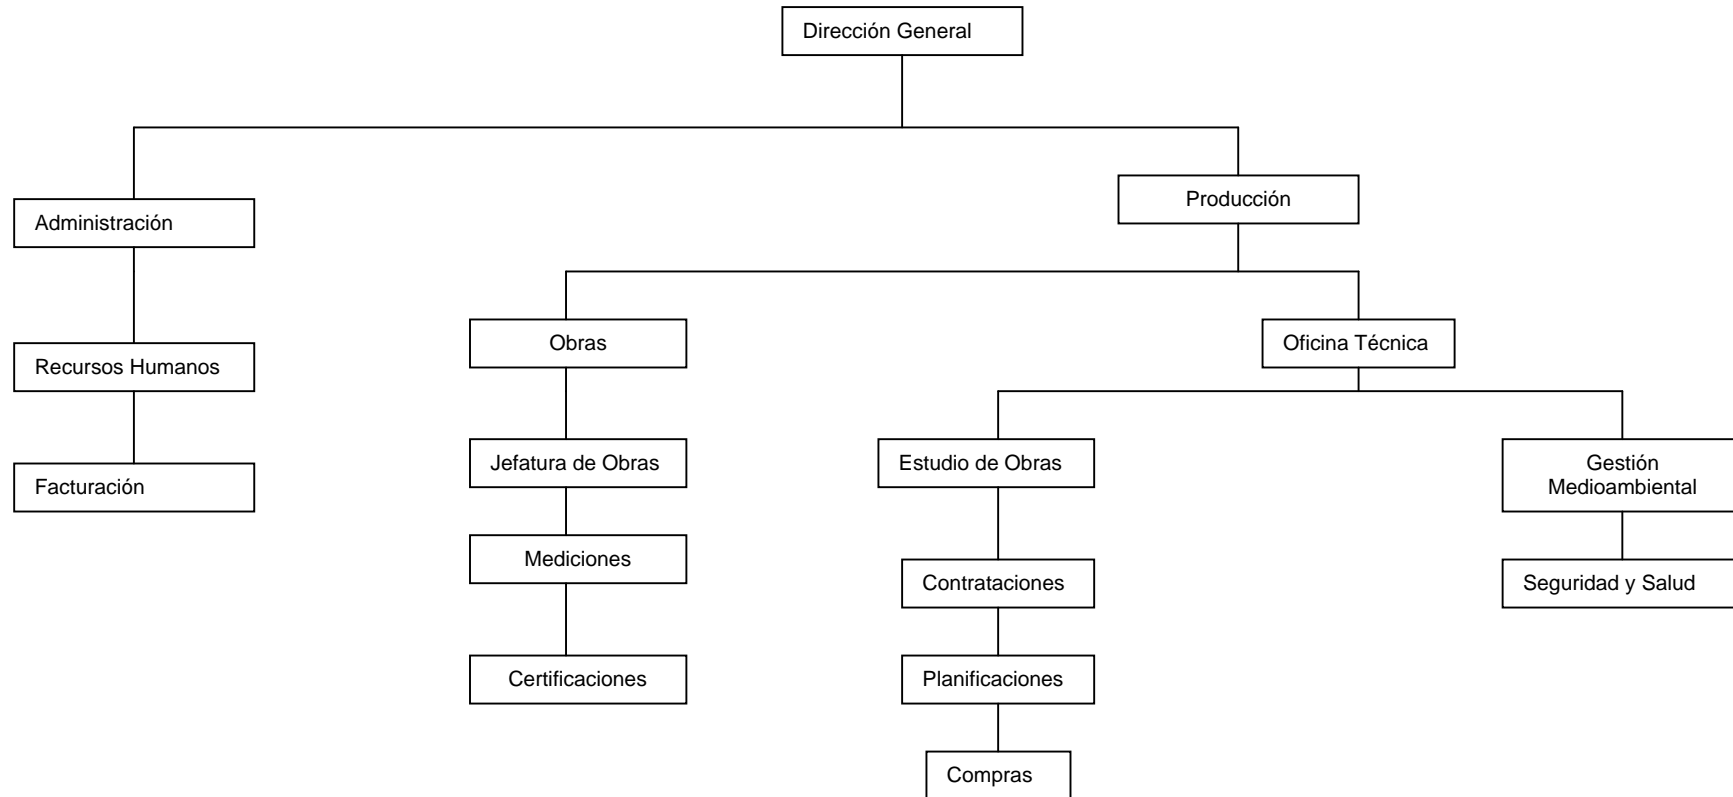 Dirección General
Producción
Administración
Obras
Oficina Técnica
Recursos Humanos
Jefatura de Obras
Estudio de Obras
Gestión
Medioambiental
Facturación
Mediciones
Contrataciones
Seguridad y Salud
Certificaciones
Planificaciones
Compras